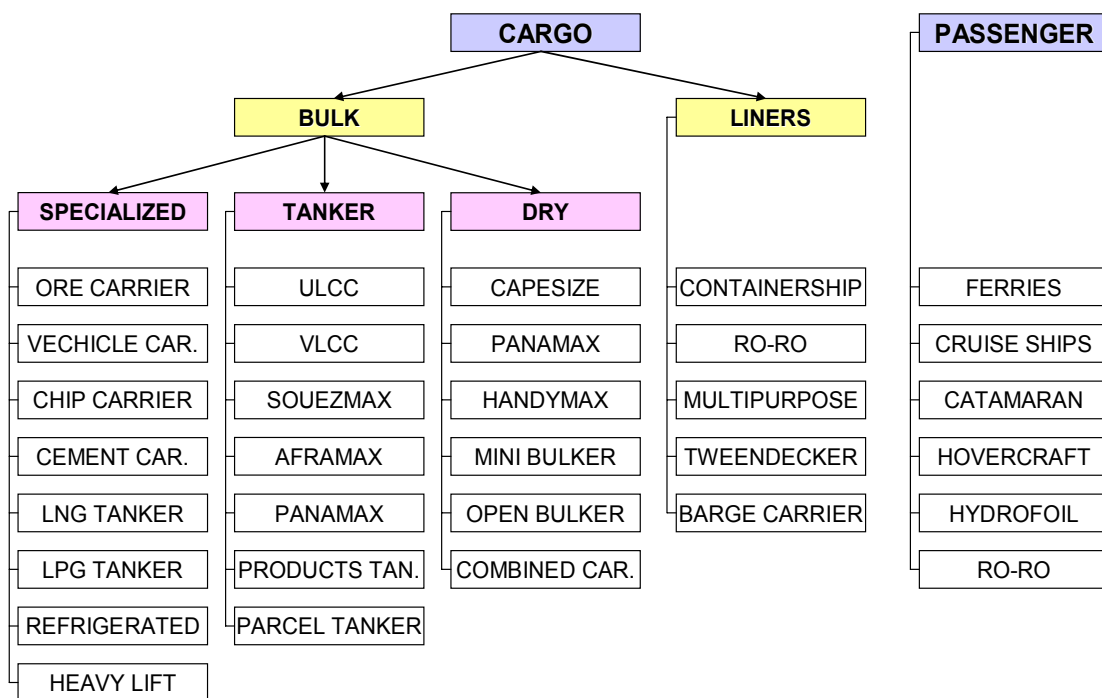 CARGO
PASSENGER
BULK
LINERS
SPECIALIZED
TANKER
DRY
ORE CARRIER
ULCC
CAPESIZE
CONTAINERSHIP
FERRIES
VECHICLE CAR.
VLCC
PANAMAX
RO-RO
CRUISE SHIPS
CHIP CARRIER
SOUEZMAX
HANDYMAX
MULTIPURPOSE
CATAMARAN
CEMENT CAR.
AFRAMAX
MINI BULKER
TWEENDECKER
HOVERCRAFT
LNG TANKER
PANAMAX
OPEN BULKER
BARGE CARRIER
HYDROFOIL
LPG TANKER
PRODUCTS TAN.
COMBINED CAR.
RO-RO
REFRIGERATED
PARCEL TANKER
HEAVY LIFT